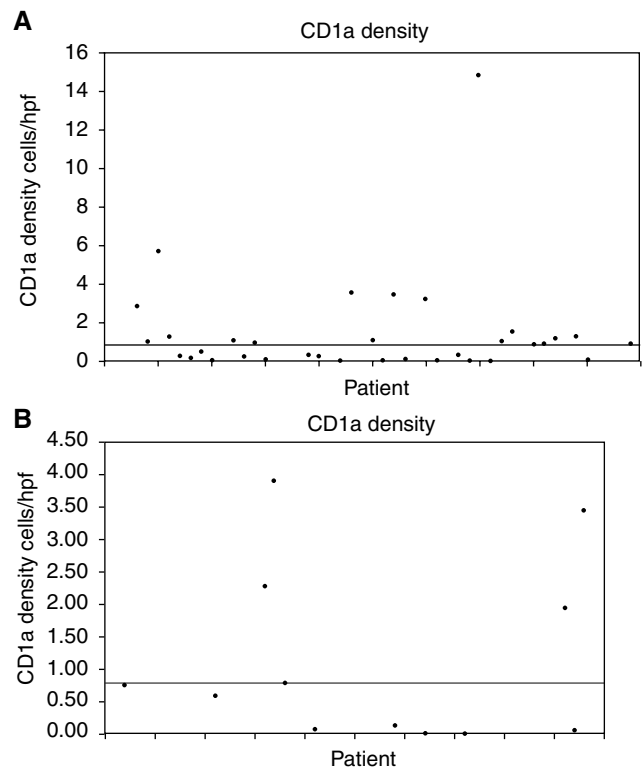 A
CD1a density
CD1a density cells/hpf
16
14
12
10
8
6
4
2
0
Patient
B
CD1a density
CD1a density cells/hpf
4.50
4.00
3.50
3.00
2.50
2.00
1.50
1.00
0.50
0.00
Patient